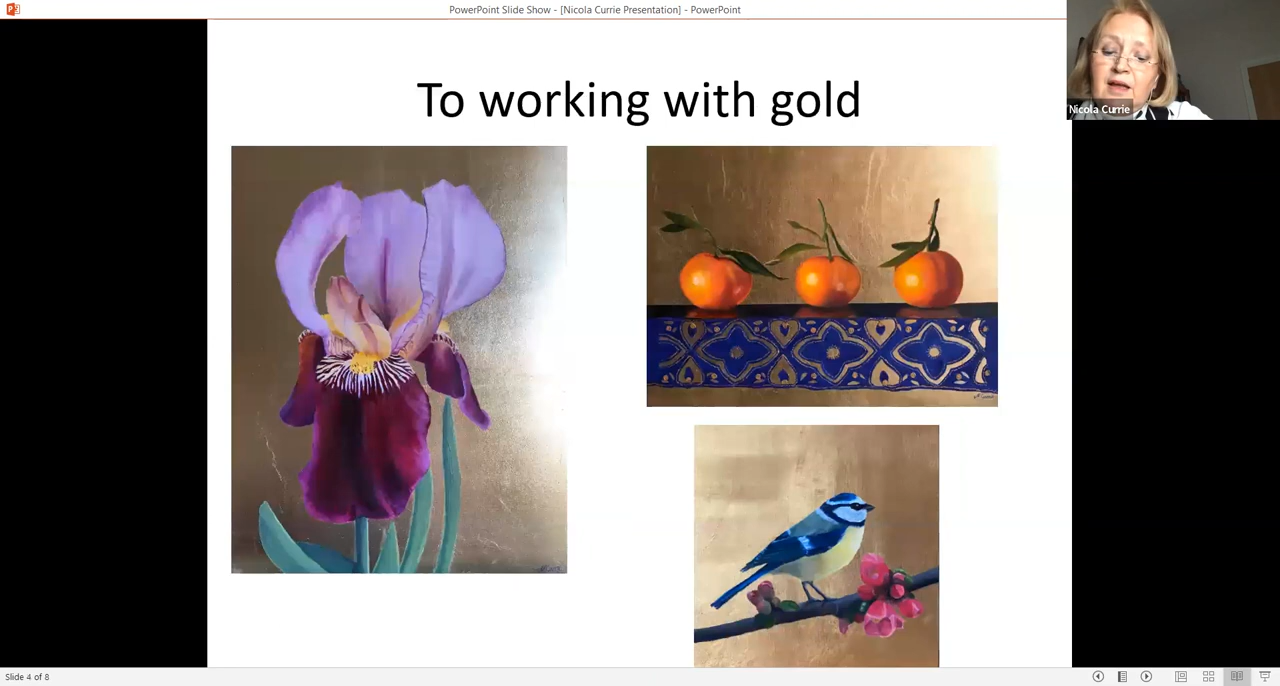 PowerPoint Slide Show - [Nicola Currie Presentation] - PowerPoint
Nicola Currie
To working with gold
Slide 4 of 8